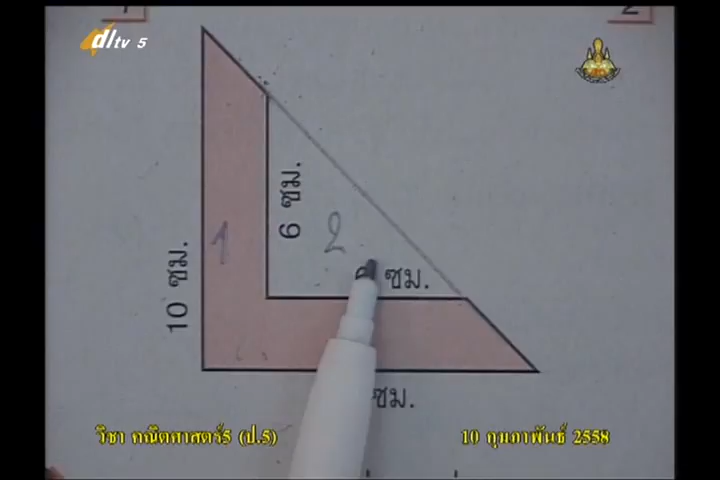 dltv 5
6 ซม.
1
2
ซม.
10 ซม.
ซม.
วิชา คณิตศาสตร์5 (ป.5)
10 กุมภาพันธ์ 2558